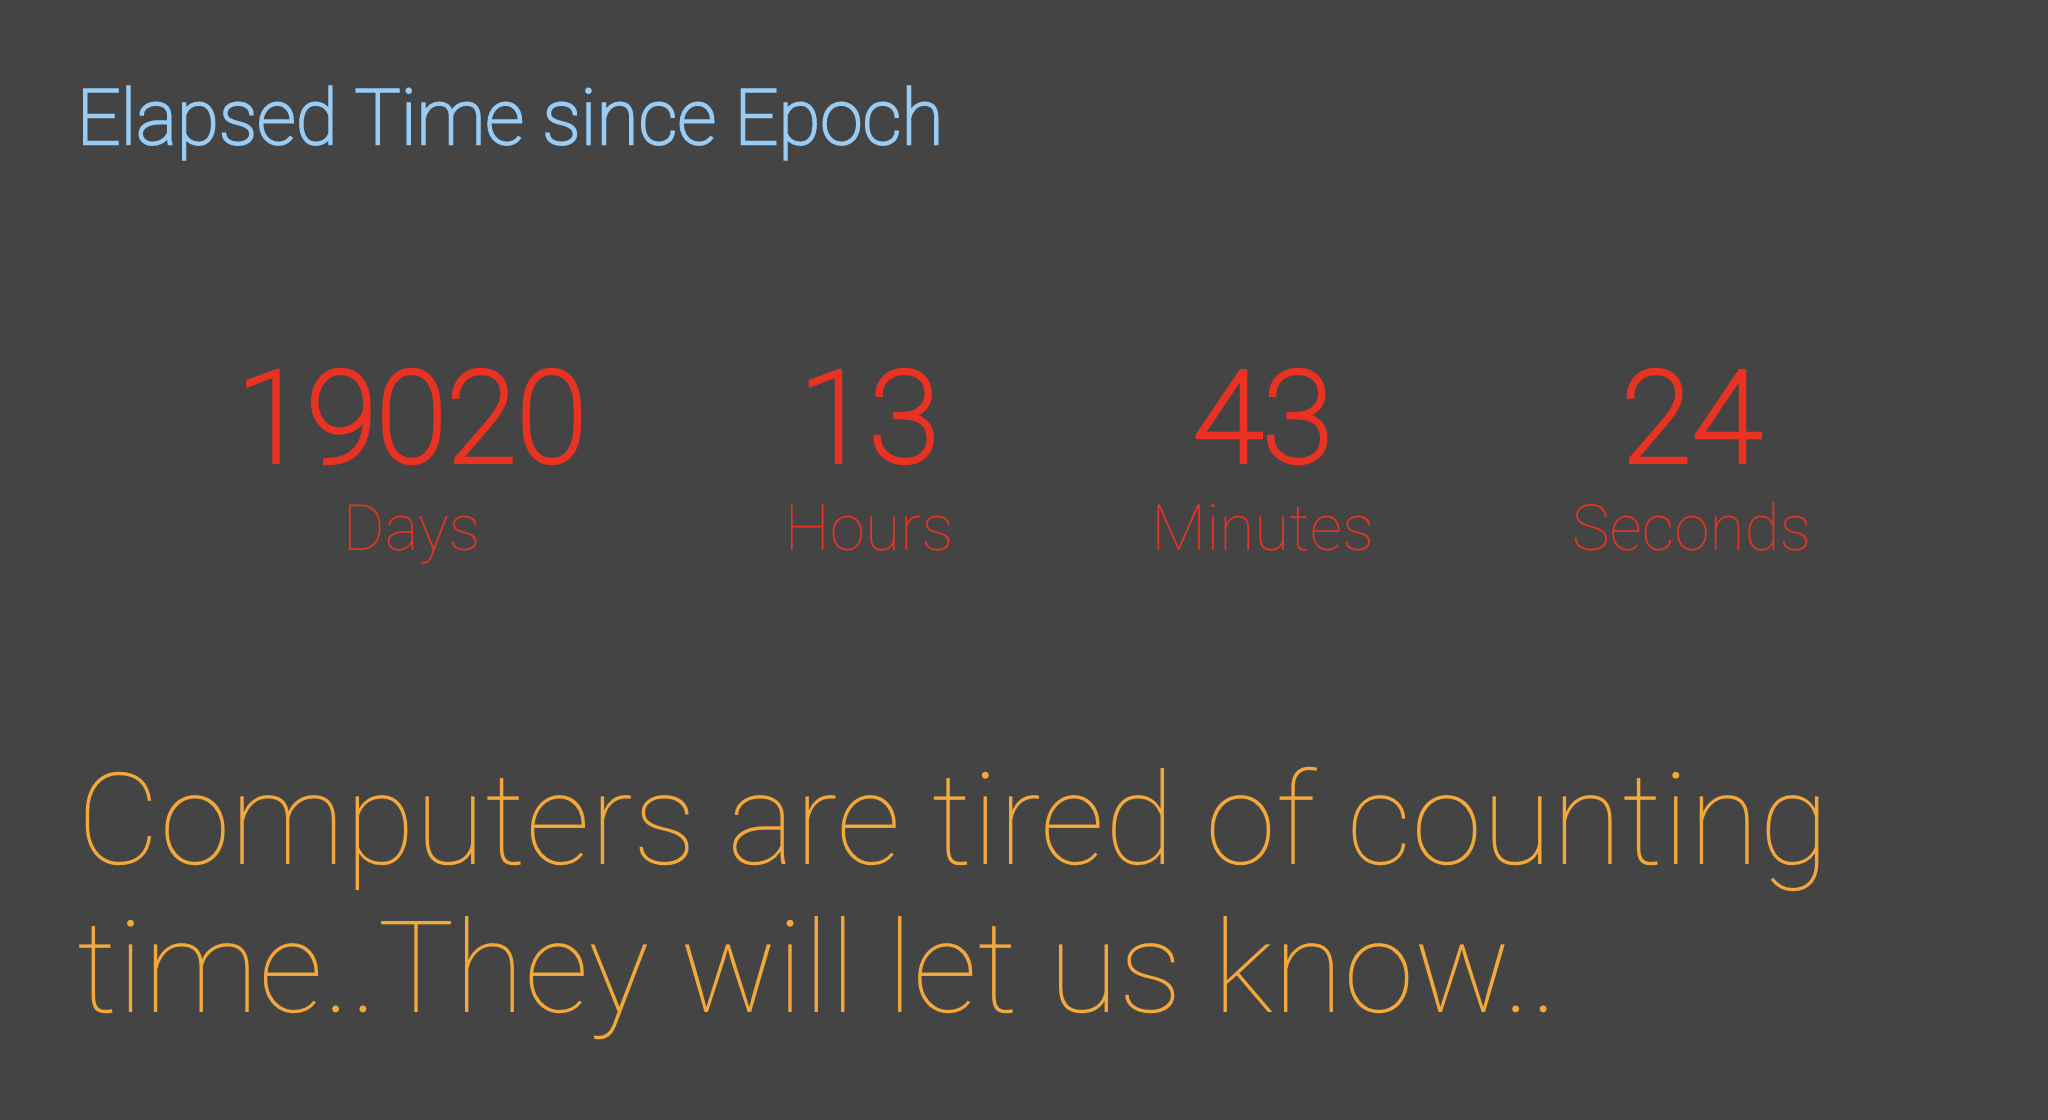 Elapsed Time since Epoch
19020 13 43 24
Days Hours Minutes Seconds
Computers are tired of counting
time..They will let us know..